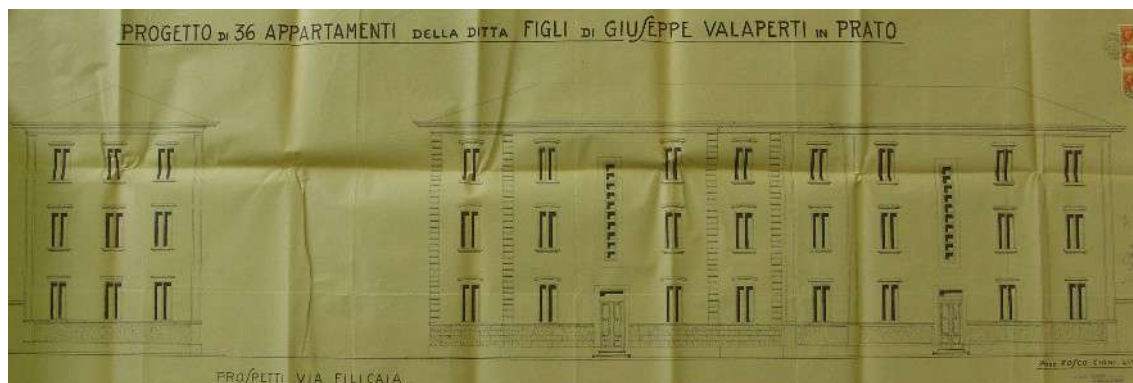 PROGETTO DI 36 APPARTAMENTI DELLA DITTA FIGLI DI GIUSEPPE VALAPERTI IN PRATO
PROSPETTI VIA FILICAIA